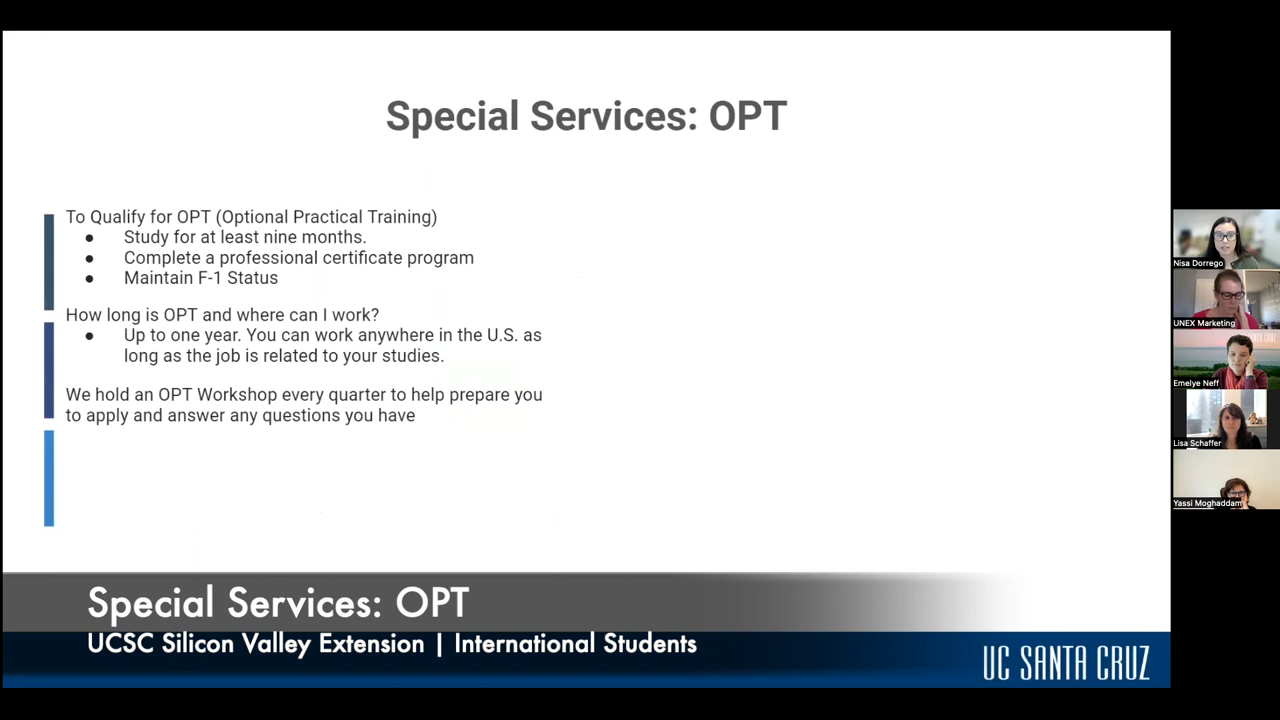 Special Services: OPT
To Qualify for OPT (Optional Practical Training)
● Study for at least nine months.
● Complete a professional certificate program
● Maintain F-1 Status
How long is OPT and where can I work?
● Up to one year. You can work anywhere in the U.S. as
long as the job is related to your studies.
We hold an OPT Workshop every quarter to help prepare you
to apply and answer any questions you have
Special Services: OPT
UCSC Silicon Valley Extension | International Students
UC SANTA CRUZ
Nisa Dorrego
UNEX Marketing
SANTA CRUZ
Emelye Neff
Lisa Schaffer
Yassi Moghaddam